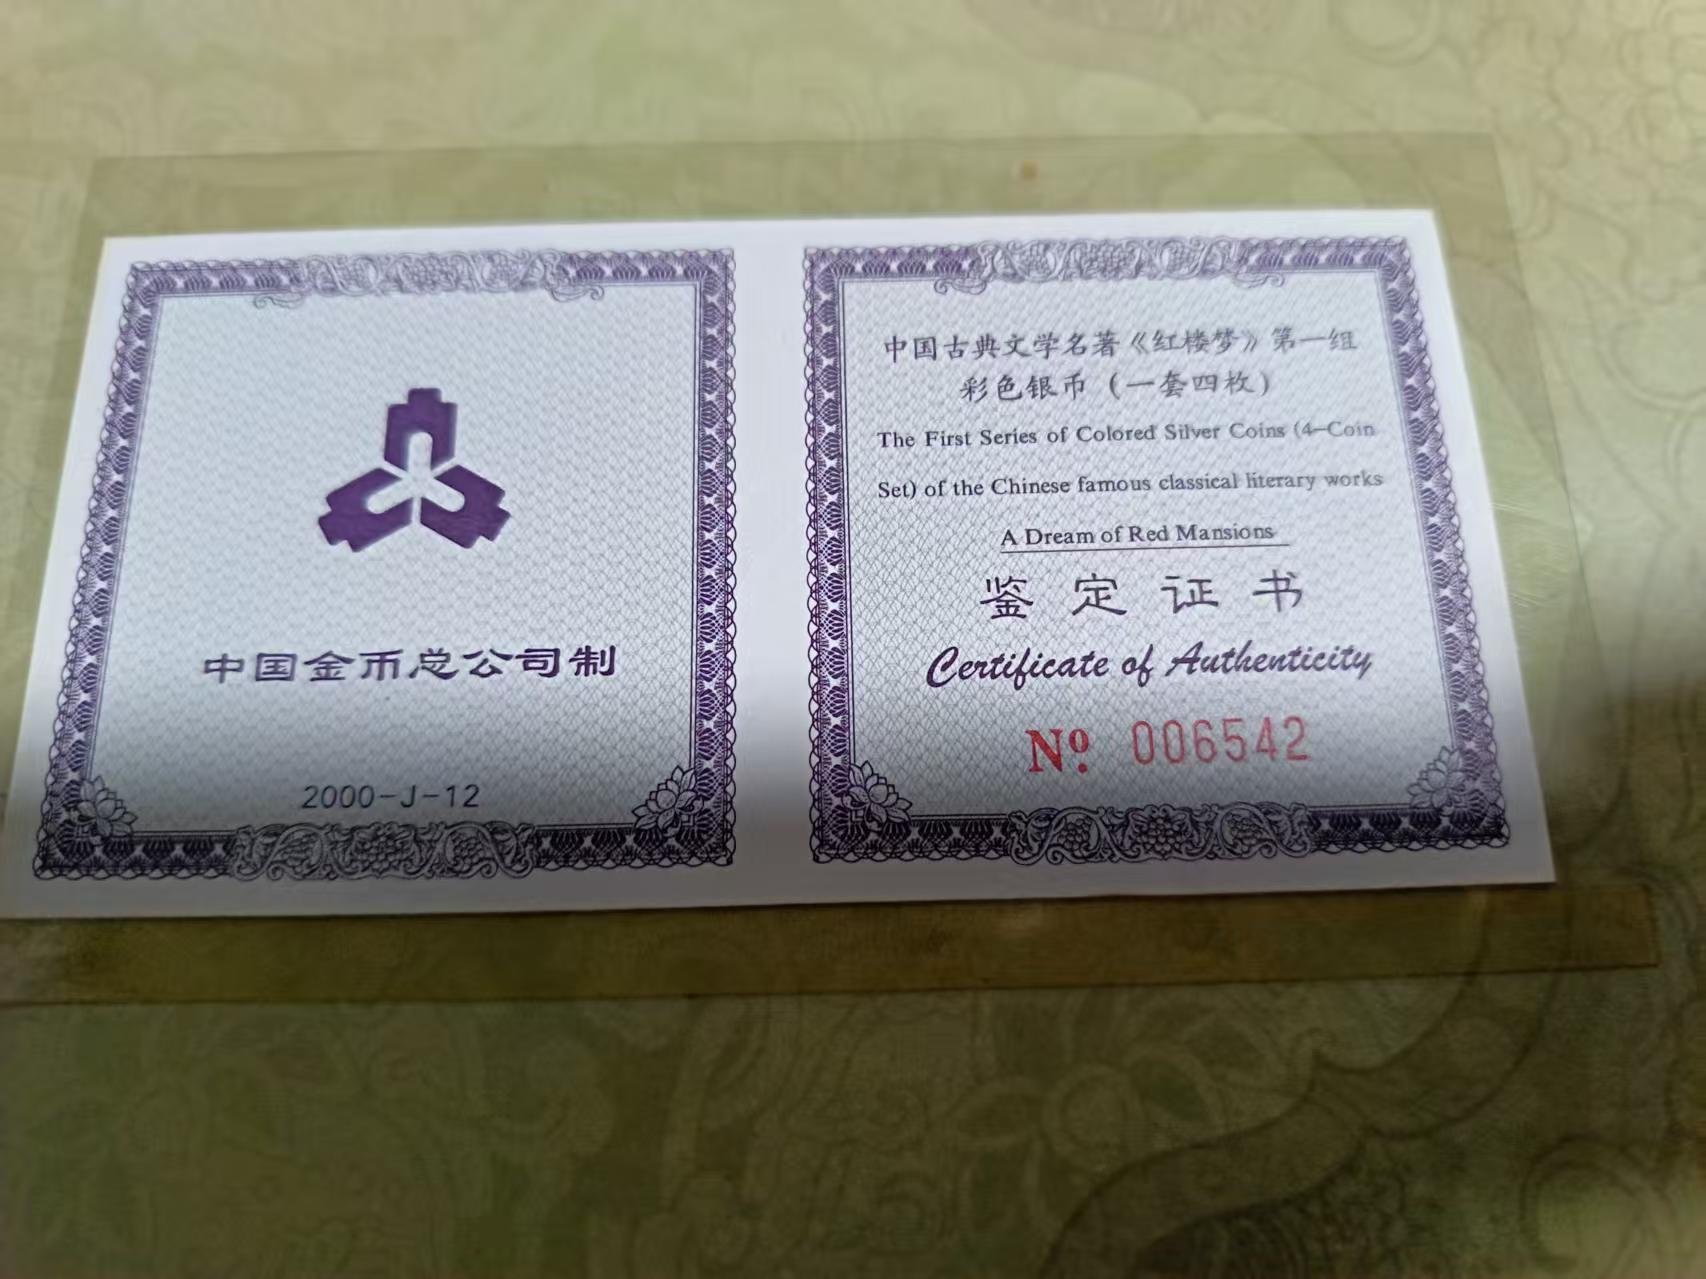 中国金币总公司制
2000-J-12
中国古典文学名著《红楼梦》第一组
彩色银币（一套四枚）
The First Series of Colored Silver Coins (4-Coin
Set) of the Chinese famous classical literary works
A Dream of Red Mansions
鉴定证书
Certificate of Authenticity
Nº. 006542